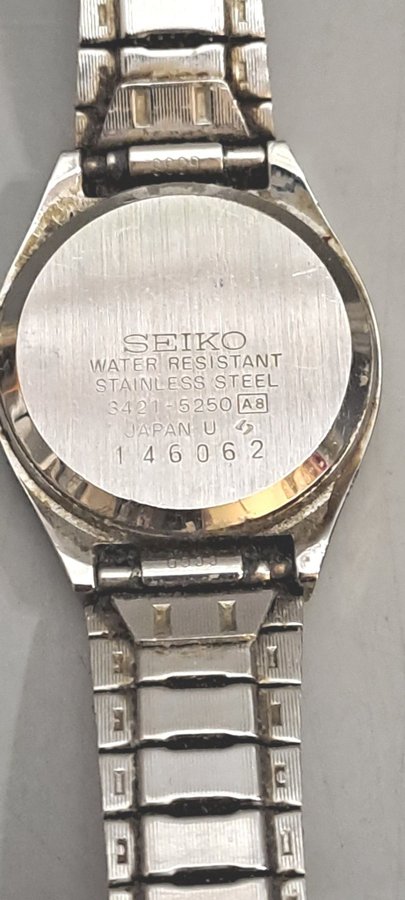 SEIKO
WATER RESISTANT
STAINLESS STEEL
3421-5250 A8
JAPAN-U
146062